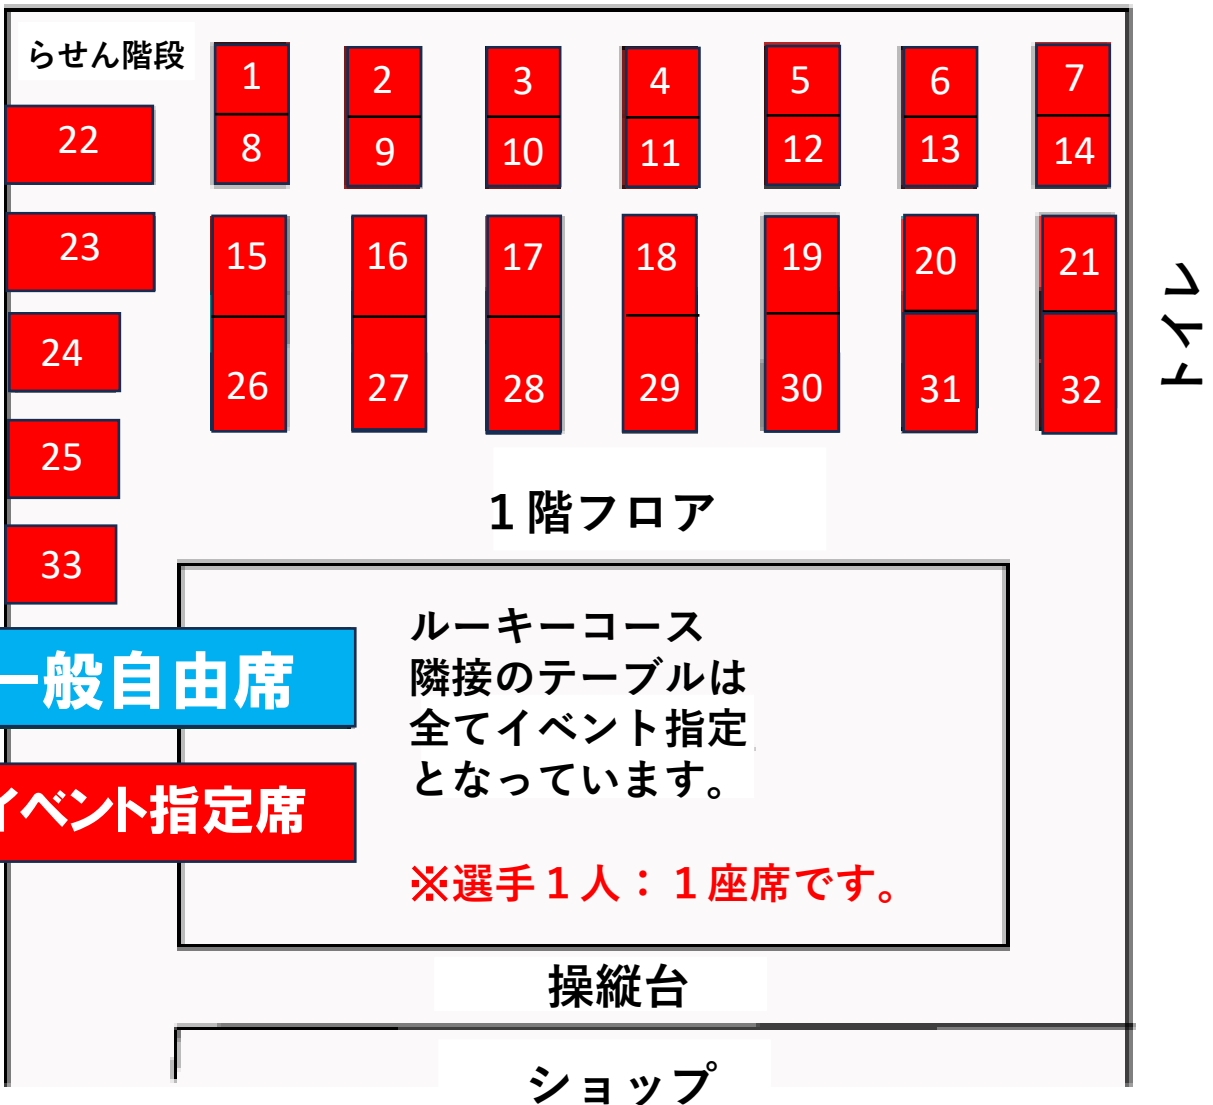 らせん階段
1 2 3 4 5 6 7
22
8 9 10 11 12 13 14
23
15 16 17 18 19 20 21
トイレ
24
26 27 28 29 30 31 32
25
1階フロア
33
ルーキーコース
隣接のテーブルは
全てイベント指定
となっています。
一般自由席
イベント指定席
※選手1人：1座席です。
操縦台
ショップ